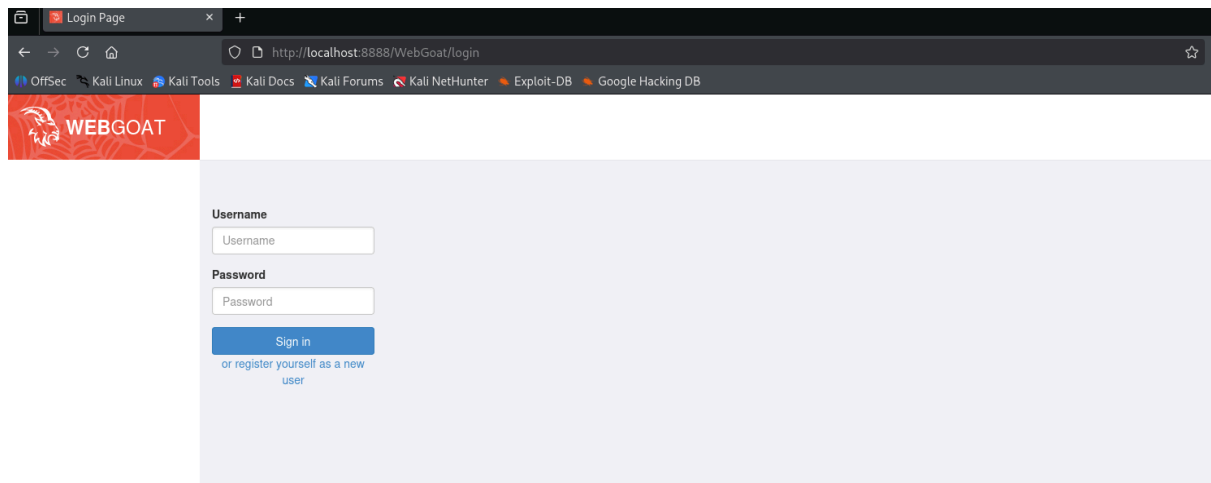 Login Page
http://localhost:8888/WebGoat/login
OffSec Kali Linux Kali Tools Kali Docs Kali Forums Kali NetHunter Exploit-DB Google Hacking DB
WEBGOAT
Username
Username
Password
Password
Sign in
or register yourself as a new
user